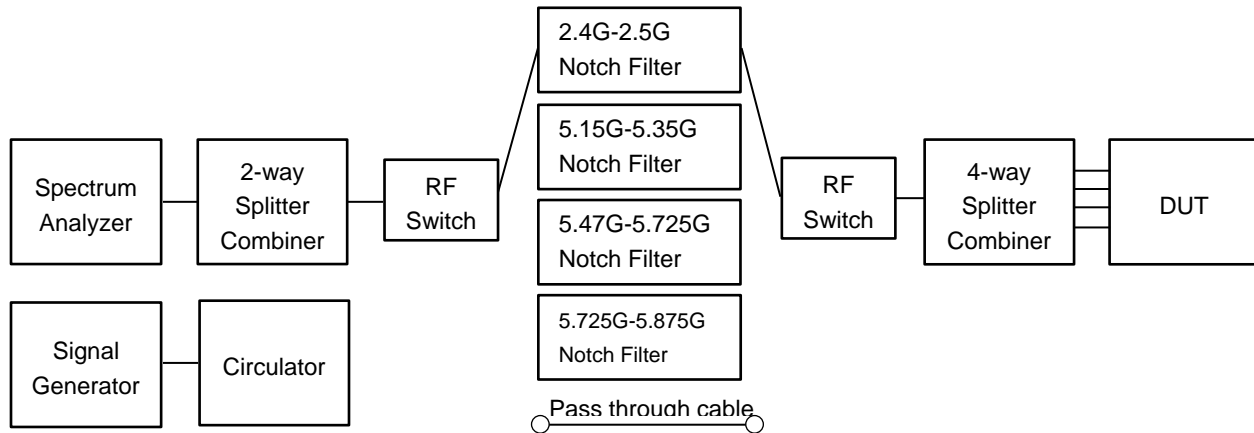 2.4G-2.5G
Notch Filter
5.15G-5.35G
Notch Filter
5.47G-5.725G
Notch Filter
5.725G-5.875G
Notch Filter
Pass through cable
Spectrum
Analyzer
2-way
Splitter
Combiner
RF
Switch
RF
Switch
4-way
Splitter
Combiner
DUT
Signal
Generator
Circulator